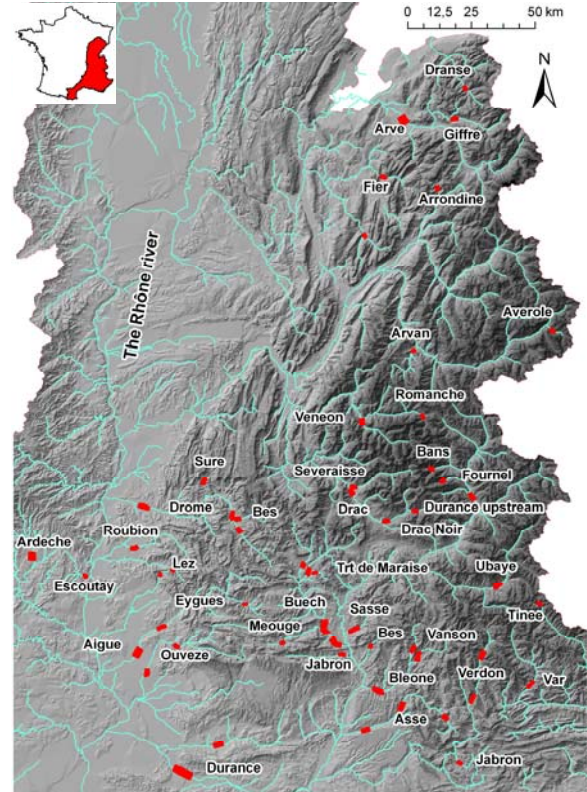 0 12.5 25 50 km
N
Dranse
Arve
Giffre
Fier
Arrondine
The Rhône river
Averole
Arvan
Romanche
Veneon
Bans
Sure
Severaisse
Fournel
Drome
Bes
Drac
Durance upstream
Drac Noir
Roubion
Ardeche
Lez
Trt de Maraise
Ubaye
Escoutay
Eygues
Buech
Sasse
Tinee
Meouge
Bes
Vanson
Aigue
Ouveze
Jabron
Bleone
Verdon
Var
Asse
Durance
Jabron